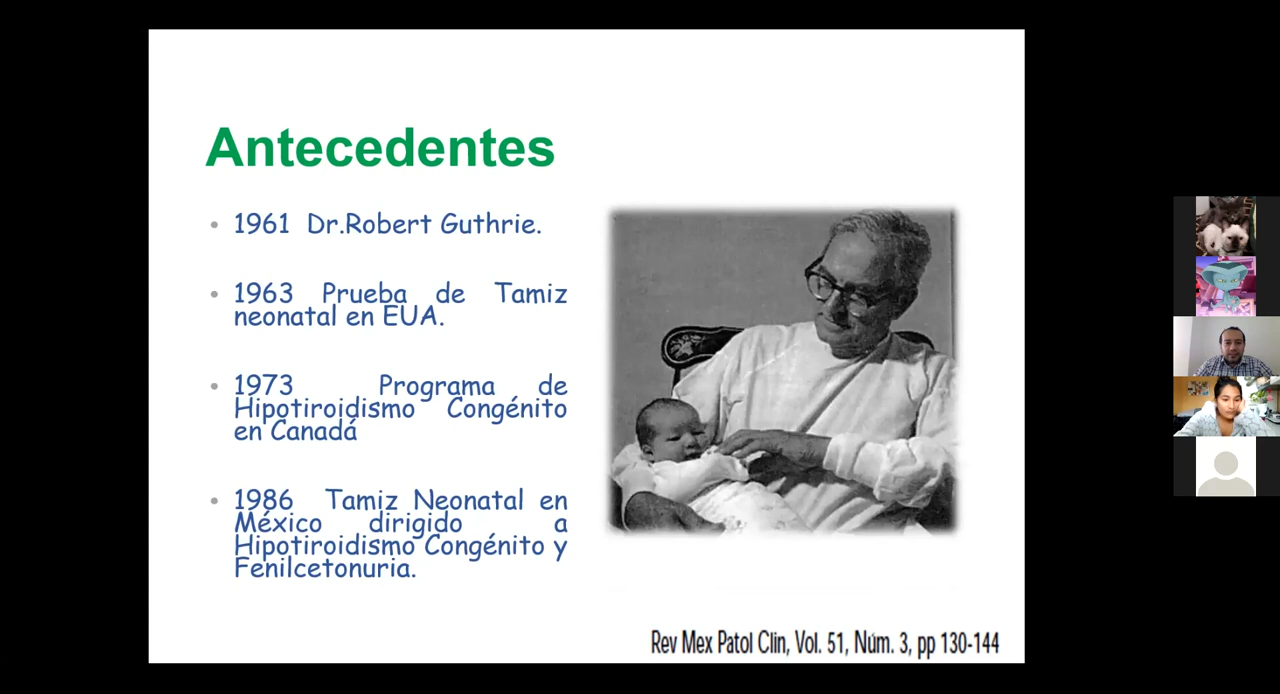 Antecedentes
1961 Dr.Robert Guthrie.
1963 Prueba de Tamiz
neonatal en EUA.
1973 Programa de
Hipotiroidismo Congénito
en Canadá
1986 Tamiz Neonatal en
México dirigido a
Hipotiroidismo Congénito y
Fenilcetonuria.
Rev Mex Patol Clin, Vol. 51, Núm. 3, pp 130-144